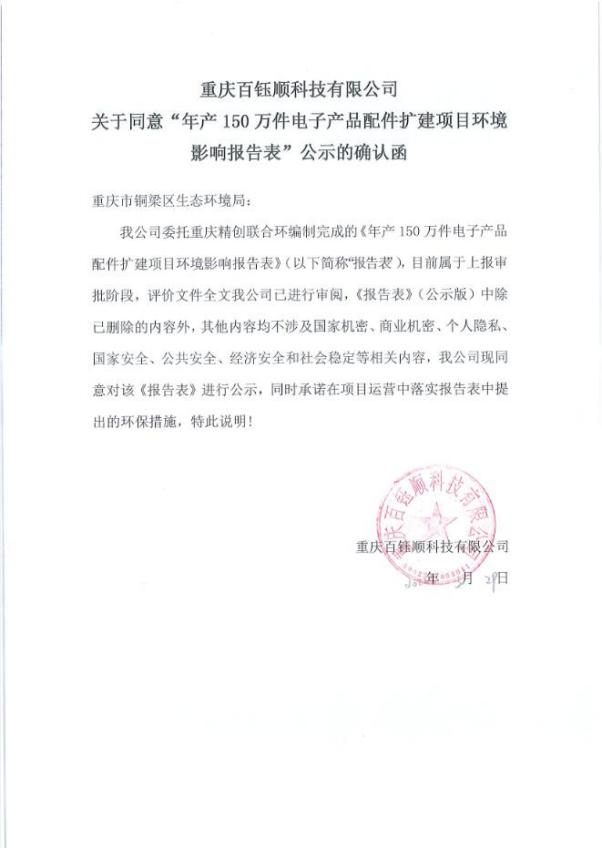 重庆百钰顺科技有限公司
关于同意“年产 150 万件电子产品配件扩建项目环境
影响报告表”公示的确认函
重庆市铜梁区生态环境局：
我公司委托重庆精创联合环编制完成的《年产 150 万件电子产品
配件扩建项目环境影响报告表》（以下简称“报告表”），目前属于上报审
批阶段，评价文件全文我公司已进行审阅，《报告表》（公示版）中除
已删除的内容外，其他内容均不涉及国家机密、商业机密、个人隐私、
国家安全、公共安全、经济安全和社会稳定等相关内容，我公司现同
意对该《报告表》进行公示，同时承诺在项目运营中落实报告表中提
出的环保措施，特此说明！
重庆百钰顺科技有限公司
重庆百钰顺科技有限公司
年 月 29 日